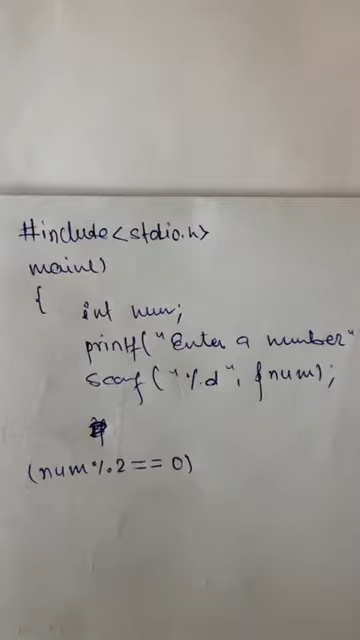 #include<stdio.h>
main()
{
int num;
printf("Enter a number"
scanf("%d", &num);
(num%2==0)